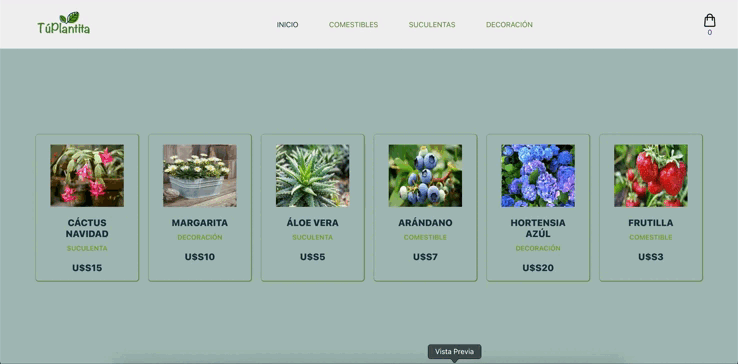 TúPlantita
INICIO COMESTIBLES SUCULENTAS DECORACIÓN
0
CÁCTUS
NAVIDAD
SUCULENTA
U$S15
MARGARITA
DECORACIÓN
U$S10
ÁLOE VERA
SUCULENTA
U$S5
ARÁNDANO
COMESTIBLE
U$S7
HORTENSIA
AZÚL
DECORACIÓN
U$S20
FRUTILLA
COMESTIBLE
U$S3
Vista Previa